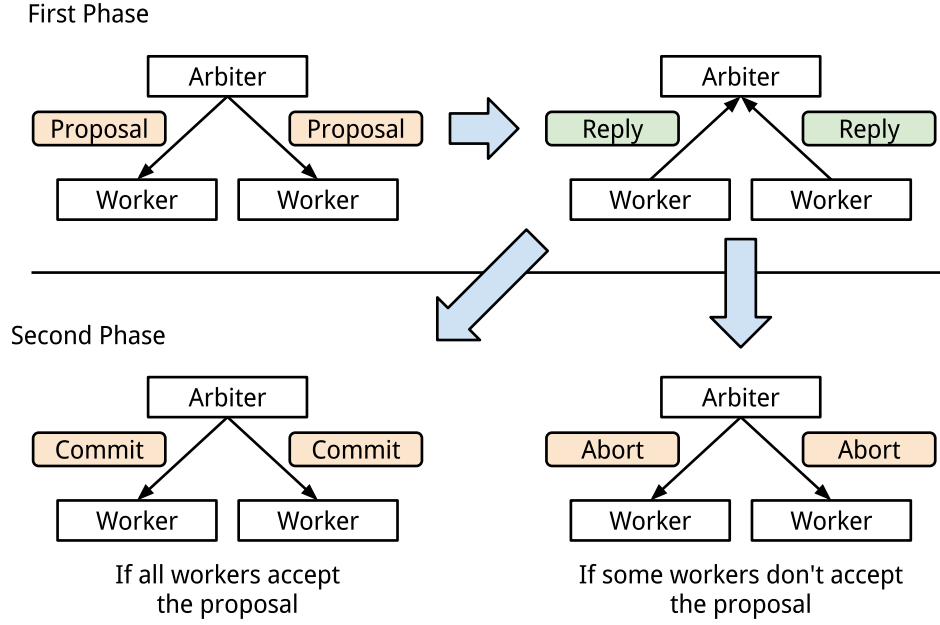 First Phase
Arbiter
Arbiter
Proposal
Proposal
Reply
Reply
Worker
Worker
Worker
Worker
Second Phase
Arbiter
Arbiter
Commit
Commit
Abort
Abort
Worker
Worker
Worker
Worker
If all workers accept
the proposal
If some workers don't accept
the proposal